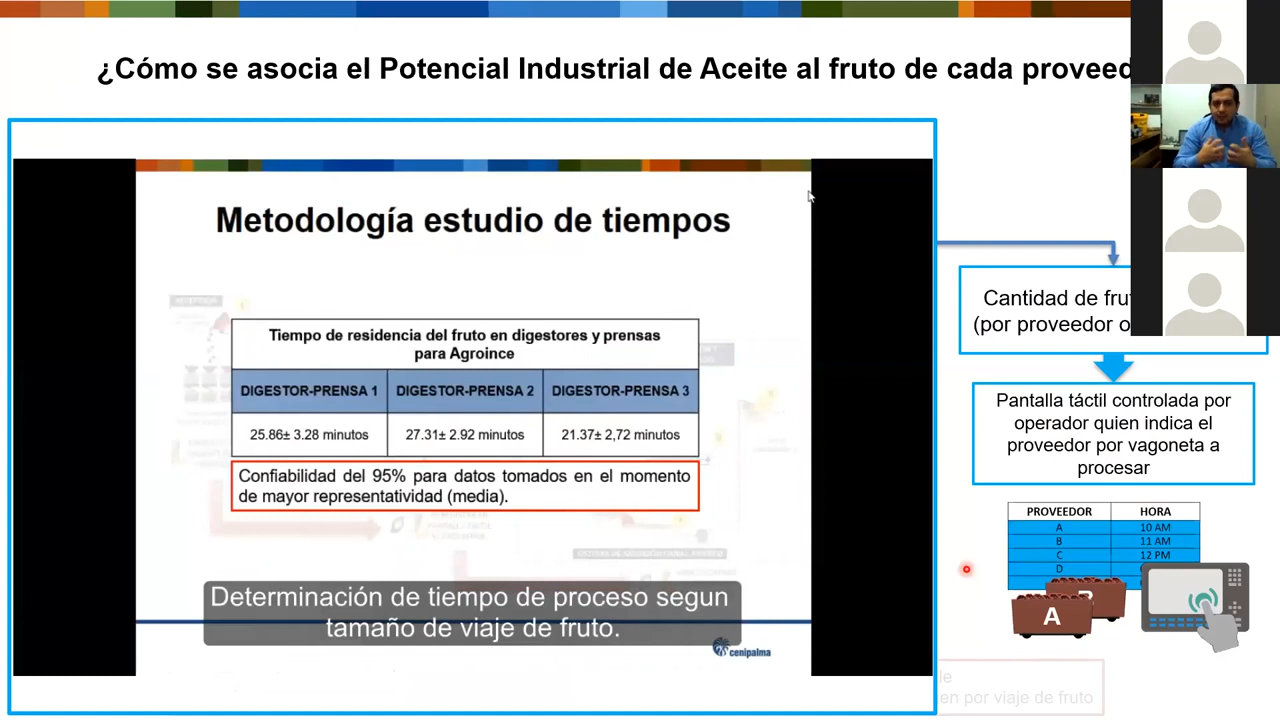 ¿Cómo se asocia el Potencial Industrial de Aceite al fruto de cada
Metodología estudio de tiempos
Tiempo de residencia del fruto en digestores y prensas
para Agroince
DIGESTOR-PRENSA 1 DIGESTOR-PRENSA 2 DIGESTOR-PRENSA 3
25.86± 3.28 minutos 27.31± 2.92 minutos 21.37± 2,72 minutos
Confiabilidad del 95% para datos tomados en el momento
de mayor representatividad (media).
Determinación de tiempo de proceso segun
tamaño de viaje de fruto.
cenipalma
Cantidad de
(por proveedor
Pantalla táctil controlada por
operador quien indica el
proveedor por vagoneta a
procesar
PROVEEDOR HORA
A 10 AM
B 11 AM
C 12 PM
D
A
por viaje de fruto